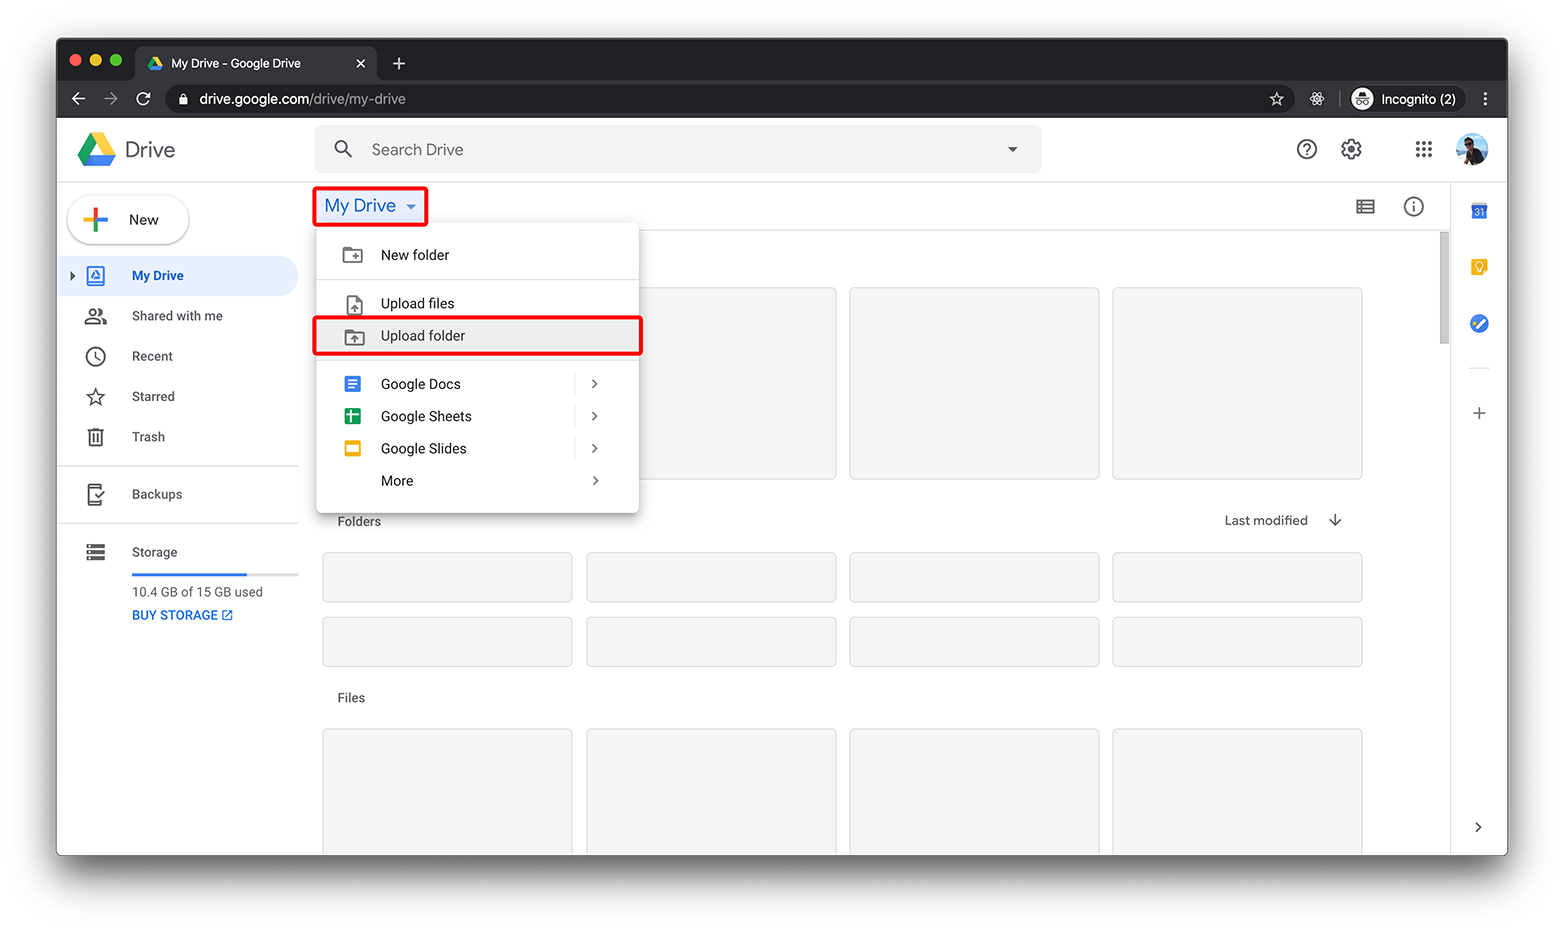 My Drive - Google Drive
drive.google.com/drive/my-drive
Incognito (2)
Drive
Search Drive
New
My Drive
My Drive
Shared with me
Recent
Starred
Trash
Backups
Storage
10.4 GB of 15 GB used
BUY STORAGE
New folder
Upload files
Upload folder
Google Docs
Google Sheets
Google Slides
More
Folders
Last modified
Files
31